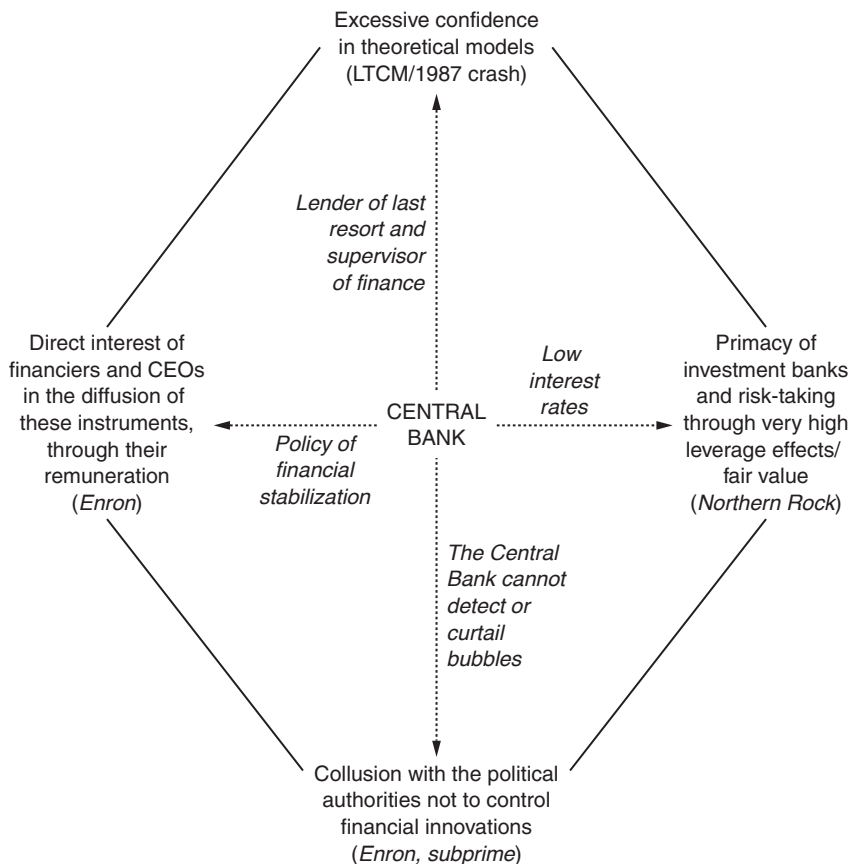 Excessive confidence
in theoretical models
(LTCM/1987 crash)
Lender of last
resort and
supervisor
of finance
Direct interest of
financiers and CEOs
in the diffusion of
these instruments,
through their
remuneration
(Enron)
Policy of
financial
stabilization
CENTRAL
BANK
Low
interest
rates
Primacy of
investment banks
and risk-taking
through very high
leverage effects/
fair value
(Northern Rock)
The Central
Bank cannot
detect or
curtail
bubbles
Collusion with the political
authorities not to control
financial innovations
(Enron, subprime)